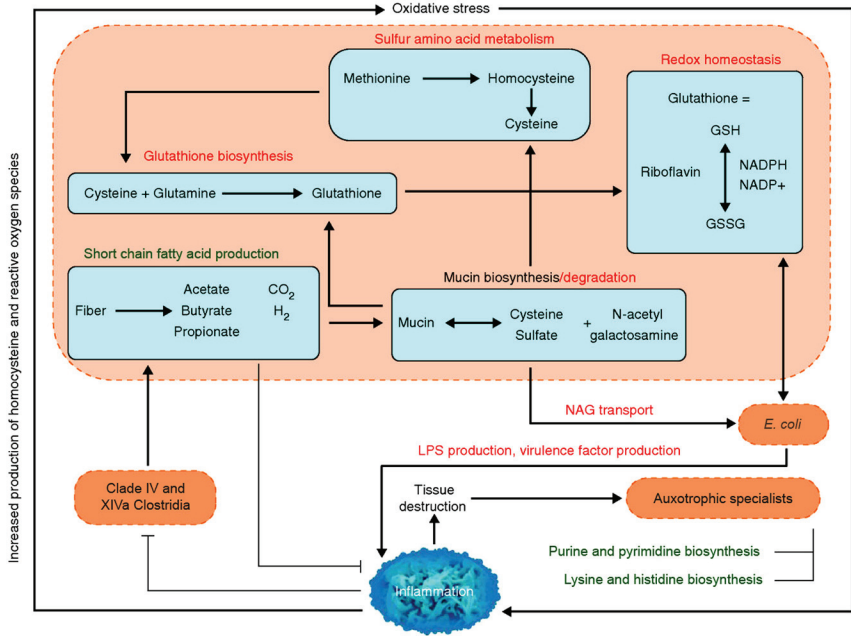 Oxidative stress
Increased production of homocysteine and reactive oxygen species
Sulfur amino acid metabolism
Methionine
Homocysteine
Cysteine
Redox homeostasis
Glutathione =
GSH
Riboflavin
NADPH
NADP+
GSSG
Glutathione biosynthesis
Cysteine + Glutamine
Glutathione
Short chain fatty acid production
Fiber
Acetate
Butyrate
Propionate
CO₂
H₂
Mucin biosynthesis/degradation
Mucin
Cysteine
Sulfate
+
N-acetyl
galactosamine
NAG transport
E. coli
LPS production, virulence factor production
Clade IV and
XIVa Clostridia
Tissue
destruction
Auxotrophic specialists
Purine and pyrimidine biosynthesis
Lysine and histidine biosynthesis
Inflammation